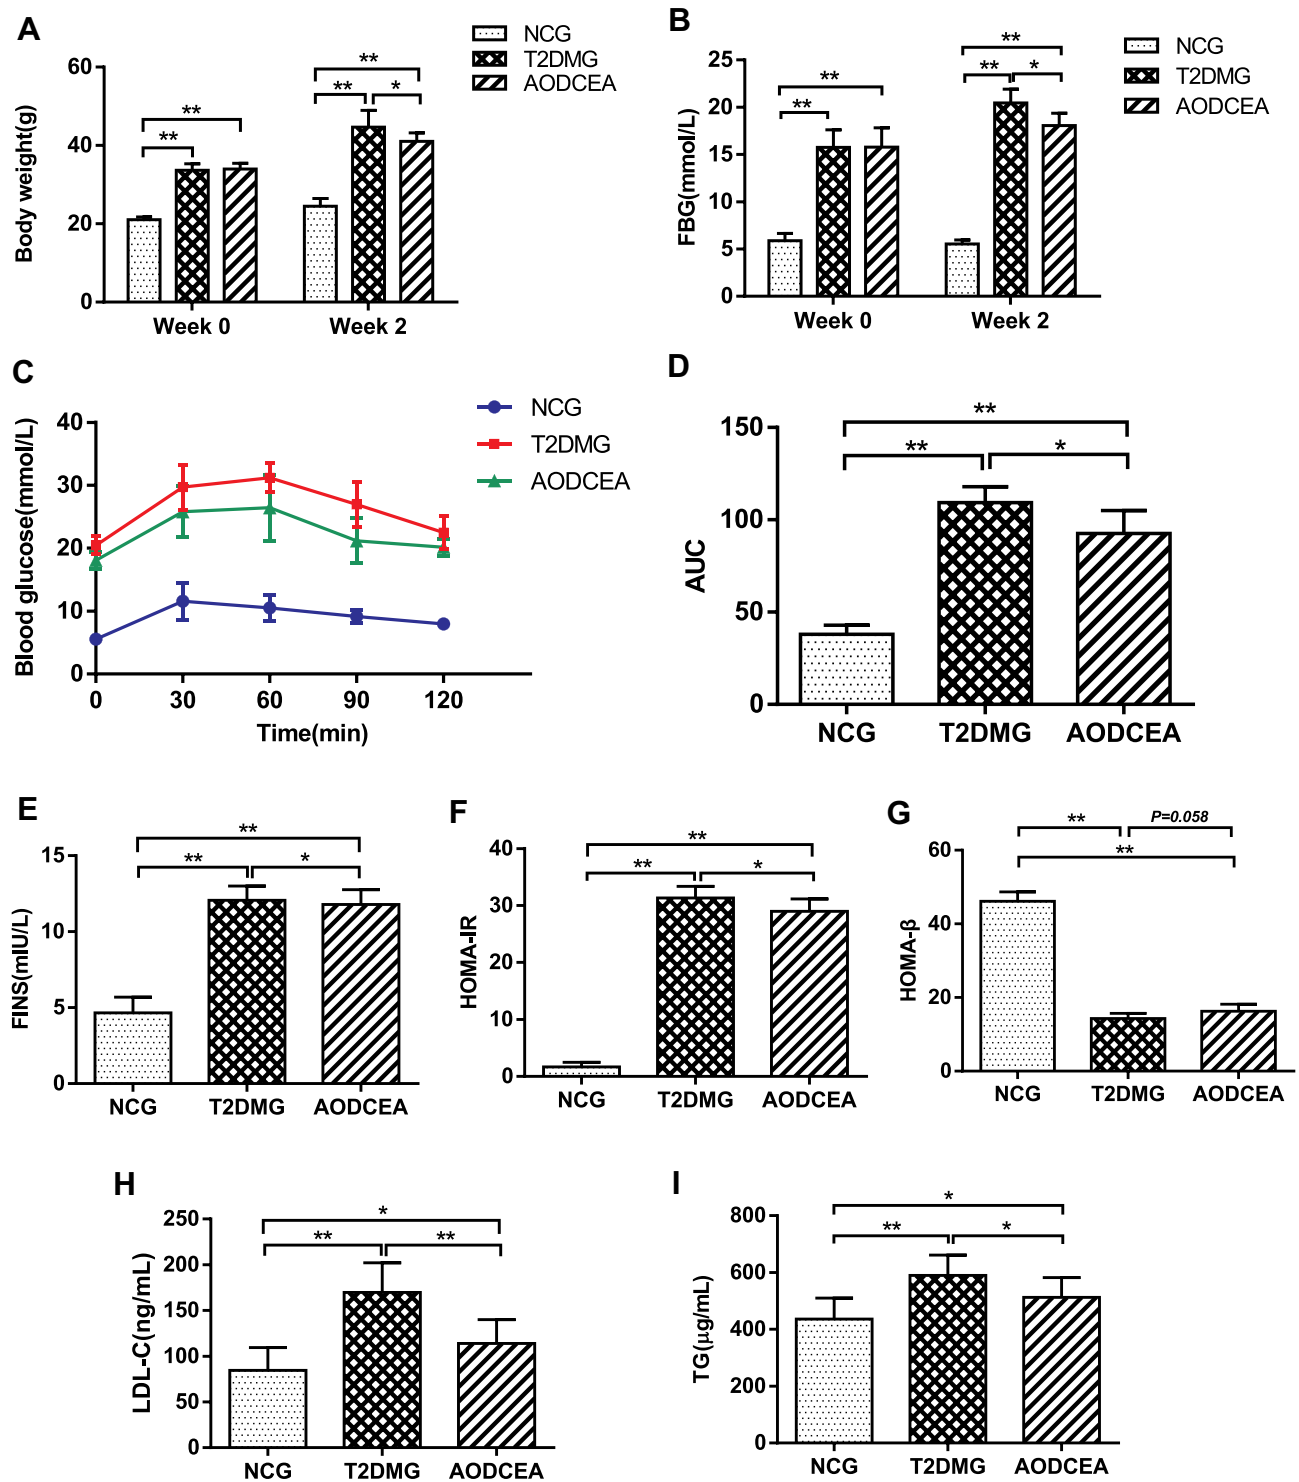 A
NCG
T2DMG
AODCEA
Body weight(g)
60
40
20
0
** ** ** ** ** *
Week 0 Week 2
B
NCG
T2DMG
AODCEA
FBG(mmol/L)
25
20
15
10
5
0
** ** ** ** ** *
Week 0 Week 2
C
NCG
T2DMG
AODCEA
Blood glucose(mmol/L)
40
30
20
10
0
0 30 60 90 120
Time(min)
D
AUC
150
100
50
0
**
** *
NCG T2DMG AODCEA
E
FINS(mIU/L)
15
10
5
0
**
** *
NCG T2DMG AODCEA
F
HOMA-IR
40
30
20
10
0
**
** *
NCG T2DMG AODCEA
G
HOMA-β
60
40
20
0
** P=0.058
**
NCG T2DMG AODCEA
H
LDL-C(ng/mL)
250
200
150
100
50
0
*
** **
NCG T2DMG AODCEA
I
TG(μg/mL)
800
600
400
200
0
*
** *
NCG T2DMG AODCEA